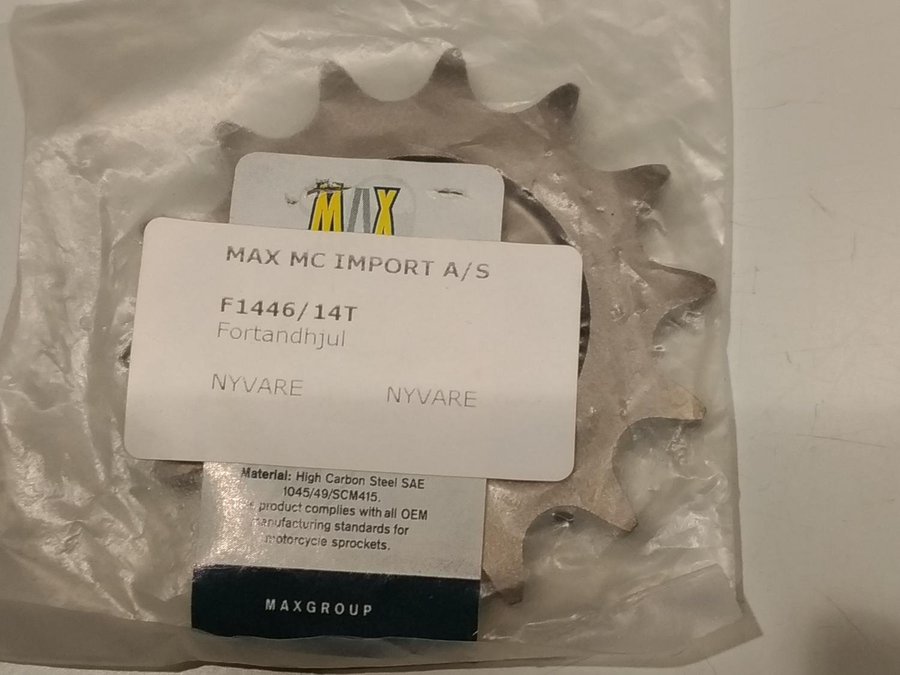 MAX
MAX MC IMPORT A/S
F1446/14T
Fortandhjul
NYVARE NYVARE
Material: High Carbon Steel SAE
1045/49/SCM415.
product complies with all OEM
manufacturing standards for
motorcycle sprockets.
MAXGROUP